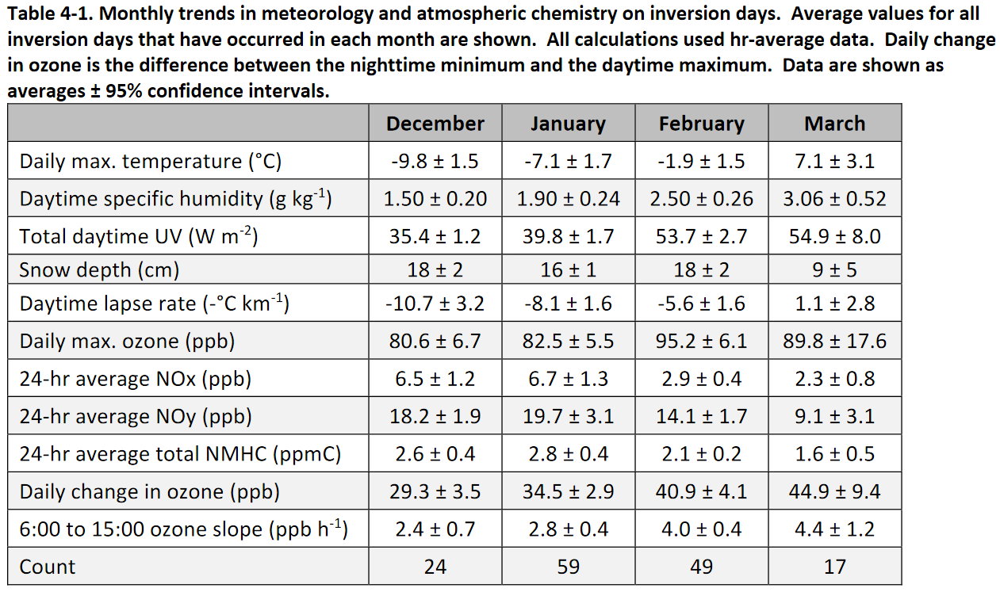 Table 4-1. Monthly trends in meteorology and atmospheric chemistry on inversion days.  Average values for all
inversion days that have occurred in each month are shown.  All calculations used hr-average data.  Daily change
in ozone is the difference between the nighttime minimum and the daytime maximum.  Data are shown as
averages ± 95% confidence intervals.
December January February March
Daily max. temperature (°C) -9.8 ± 1.5 -7.1 ± 1.7 -1.9 ± 1.5 7.1 ± 3.1
Daytime specific humidity (g kg⁻¹) 1.50 ± 0.20 1.90 ± 0.24 2.50 ± 0.26 3.06 ± 0.52
Total daytime UV (W m⁻²) 35.4 ± 1.2 39.8 ± 1.7 53.7 ± 2.7 54.9 ± 8.0
Snow depth (cm) 18 ± 2 16 ± 1 18 ± 2 9 ± 5
Daytime lapse rate (-°C km⁻¹) -10.7 ± 3.2 -8.1 ± 1.6 -5.6 ± 1.6 1.1 ± 2.8
Daily max. ozone (ppb) 80.6 ± 6.7 82.5 ± 5.5 95.2 ± 6.1 89.8 ± 17.6
24-hr average NOx (ppb) 6.5 ± 1.2 6.7 ± 1.3 2.9 ± 0.4 2.3 ± 0.8
24-hr average NOy (ppb) 18.2 ± 1.9 19.7 ± 3.1 14.1 ± 1.7 9.1 ± 3.1
24-hr average total NMHC (ppmC) 2.6 ± 0.4 2.8 ± 0.4 2.1 ± 0.2 1.6 ± 0.5
Daily change in ozone (ppb) 29.3 ± 3.5 34.5 ± 2.9 40.9 ± 4.1 44.9 ± 9.4
6:00 to 15:00 ozone slope (ppb h⁻¹) 2.4 ± 0.7 2.8 ± 0.4 4.0 ± 0.4 4.4 ± 1.2
Count 24 59 49 17